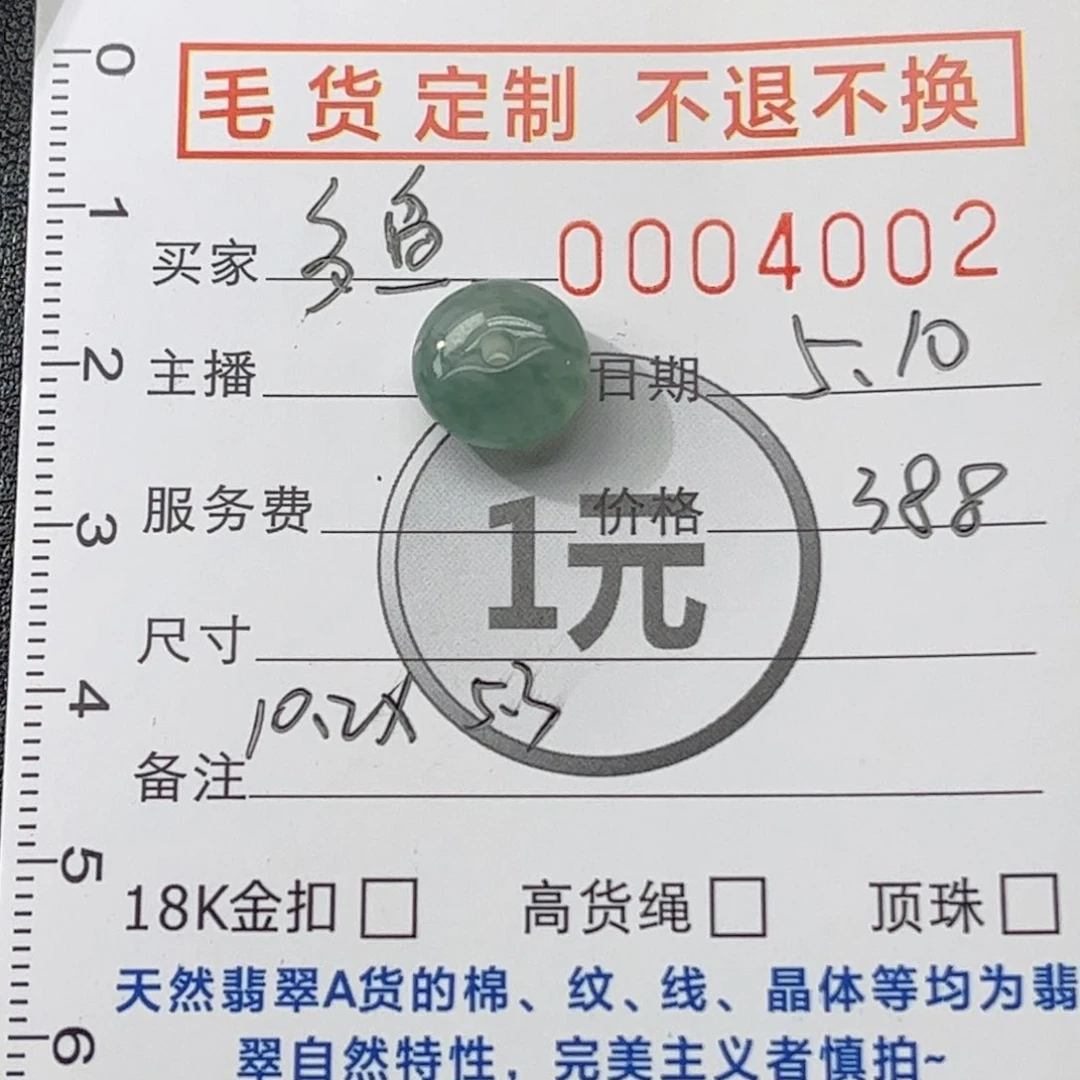 毛货定制 不退不换
买家 多鱼 0004002
主播 日期 5.10
服务费 价格 388
1元
尺寸 10.2X 5.3
备注
18K金扣 高货绳 顶珠
天然翡翠A货的棉、纹、线、晶体等均为翡
翠自然特性，完美主义者慎拍~
0
1
2
3
4
5
6